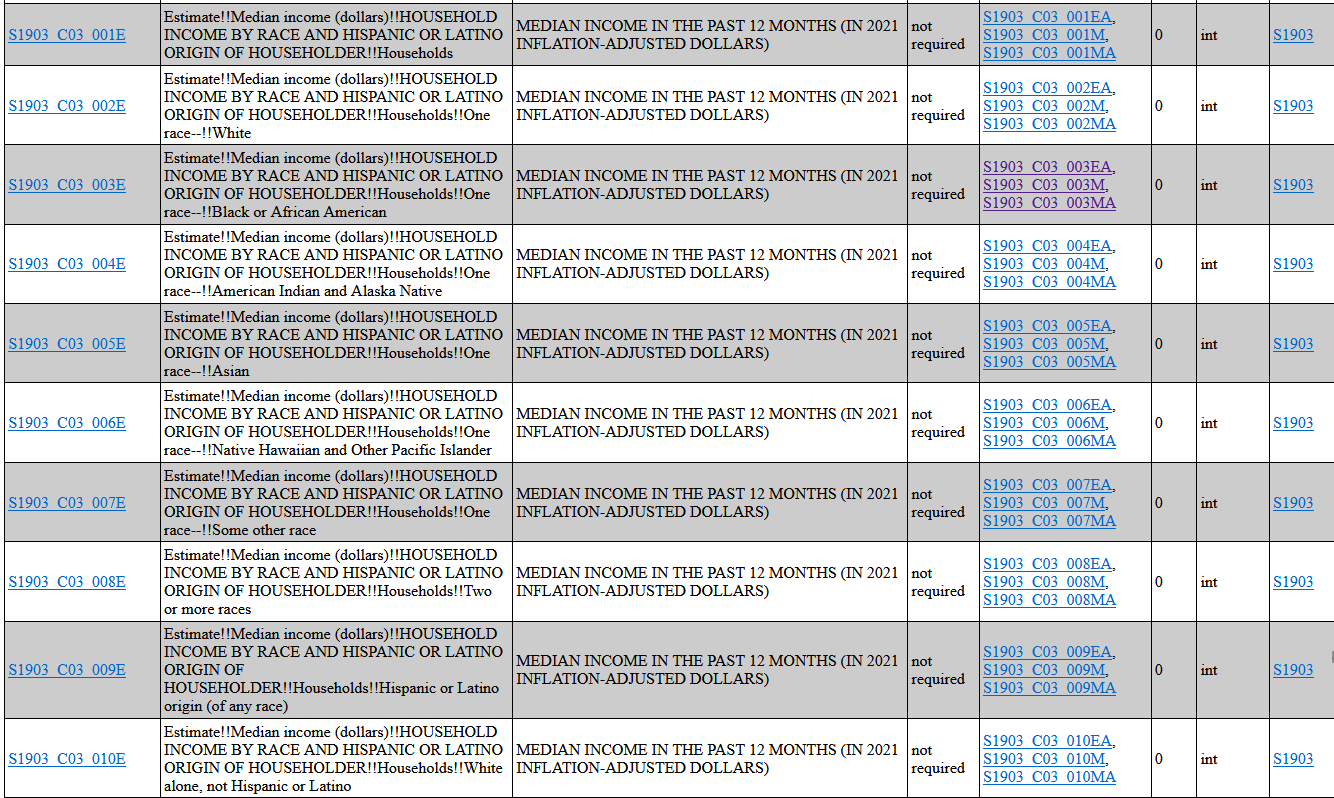 S1903_C03_001E
Estimate!!Median income (dollars)!!HOUSEHOLD
INCOME BY RACE AND HISPANIC OR LATINO
ORIGIN OF HOUSEHOLDER!!Households
MEDIAN INCOME IN THE PAST 12 MONTHS (IN 2021
INFLATION-ADJUSTED DOLLARS)
not
required
S1903_C03_001EA,
S1903_C03_001M,
S1903_C03_001MA
0
int
S1903
S1903_C03_002E
Estimate!!Median income (dollars)!!HOUSEHOLD
INCOME BY RACE AND HISPANIC OR LATINO
ORIGIN OF HOUSEHOLDER!!Households!!One
race--!!White
MEDIAN INCOME IN THE PAST 12 MONTHS (IN 2021
INFLATION-ADJUSTED DOLLARS)
not
required
S1903_C03_002EA,
S1903_C03_002M,
S1903_C03_002MA
0
int
S1903
S1903_C03_003E
Estimate!!Median income (dollars)!!HOUSEHOLD
INCOME BY RACE AND HISPANIC OR LATINO
ORIGIN OF HOUSEHOLDER!!Households!!One
race--!!Black or African American
MEDIAN INCOME IN THE PAST 12 MONTHS (IN 2021
INFLATION-ADJUSTED DOLLARS)
not
required
S1903_C03_003EA,
S1903_C03_003M,
S1903_C03_003MA
0
int
S1903
S1903_C03_004E
Estimate!!Median income (dollars)!!HOUSEHOLD
INCOME BY RACE AND HISPANIC OR LATINO
ORIGIN OF HOUSEHOLDER!!Households!!One
race--!!American Indian and Alaska Native
MEDIAN INCOME IN THE PAST 12 MONTHS (IN 2021
INFLATION-ADJUSTED DOLLARS)
not
required
S1903_C03_004EA,
S1903_C03_004M,
S1903_C03_004MA
0
int
S1903
S1903_C03_005E
Estimate!!Median income (dollars)!!HOUSEHOLD
INCOME BY RACE AND HISPANIC OR LATINO
ORIGIN OF HOUSEHOLDER!!Households!!One
race--!!Asian
MEDIAN INCOME IN THE PAST 12 MONTHS (IN 2021
INFLATION-ADJUSTED DOLLARS)
not
required
S1903_C03_005EA,
S1903_C03_005M,
S1903_C03_005MA
0
int
S1903
S1903_C03_006E
Estimate!!Median income (dollars)!!HOUSEHOLD
INCOME BY RACE AND HISPANIC OR LATINO
ORIGIN OF HOUSEHOLDER!!Households!!One
race--!!Native Hawaiian and Other Pacific Islander
MEDIAN INCOME IN THE PAST 12 MONTHS (IN 2021
INFLATION-ADJUSTED DOLLARS)
not
required
S1903_C03_006EA,
S1903_C03_006M,
S1903_C03_006MA
0
int
S1903
S1903_C03_007E
Estimate!!Median income (dollars)!!HOUSEHOLD
INCOME BY RACE AND HISPANIC OR LATINO
ORIGIN OF HOUSEHOLDER!!Households!!One
race--!!Some other race
MEDIAN INCOME IN THE PAST 12 MONTHS (IN 2021
INFLATION-ADJUSTED DOLLARS)
not
required
S1903_C03_007EA,
S1903_C03_007M,
S1903_C03_007MA
0
int
S1903
S1903_C03_008E
Estimate!!Median income (dollars)!!HOUSEHOLD
INCOME BY RACE AND HISPANIC OR LATINO
ORIGIN OF HOUSEHOLDER!!Households!!Two
or more races
MEDIAN INCOME IN THE PAST 12 MONTHS (IN 2021
INFLATION-ADJUSTED DOLLARS)
not
required
S1903_C03_008EA,
S1903_C03_008M,
S1903_C03_008MA
0
int
S1903
S1903_C03_009E
Estimate!!Median income (dollars)!!HOUSEHOLD
INCOME BY RACE AND HISPANIC OR LATINO
ORIGIN OF
HOUSEHOLDER!!Households!!Hispanic or Latino
origin (of any race)
MEDIAN INCOME IN THE PAST 12 MONTHS (IN 2021
INFLATION-ADJUSTED DOLLARS)
not
required
S1903_C03_009EA,
S1903_C03_009M,
S1903_C03_009MA
0
int
S1903
S1903_C03_010E
Estimate!!Median income (dollars)!!HOUSEHOLD
INCOME BY RACE AND HISPANIC OR LATINO
ORIGIN OF HOUSEHOLDER!!Households!!White
alone, not Hispanic or Latino
MEDIAN INCOME IN THE PAST 12 MONTHS (IN 2021
INFLATION-ADJUSTED DOLLARS)
not
required
S1903_C03_010EA,
S1903_C03_010M,
S1903_C03_010MA
0
int
S1903